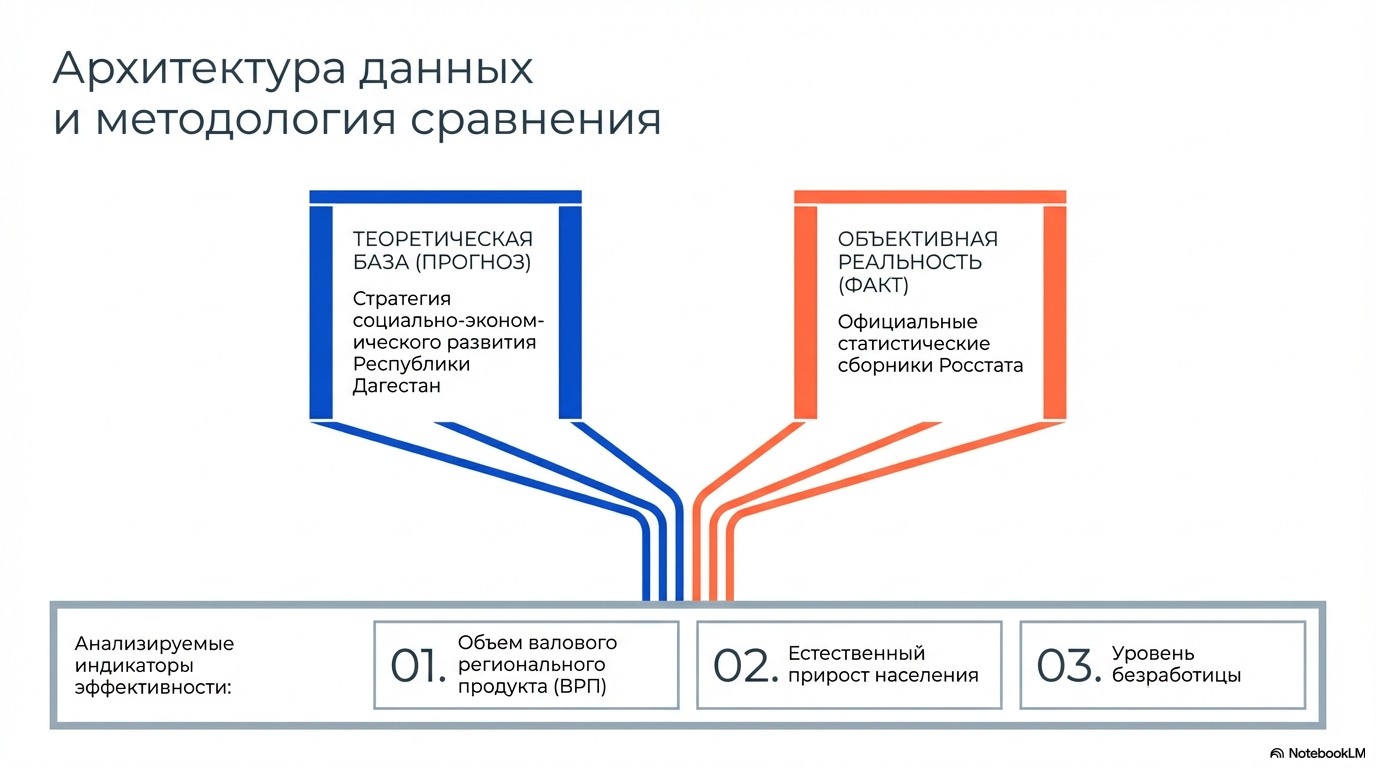 Архитектура данных
и методология сравнения
ТЕОРЕТИЧЕСКАЯ
БАЗА (ПРОГНОЗ)
Стратегия
социально-эконом-
ического развития
Республики
Дагестан
ОБЪЕКТИВНАЯ
РЕАЛЬНОСТЬ
(ФАКТ)
Официальные
статистические
сборники Росстата
Анализируемые
индикаторы
эффективности:
01.
Объем валового
регионального
продукта (ВРП)
02.
Естественный
прирост населения
03.
Уровень
безработицы
NotebookLM